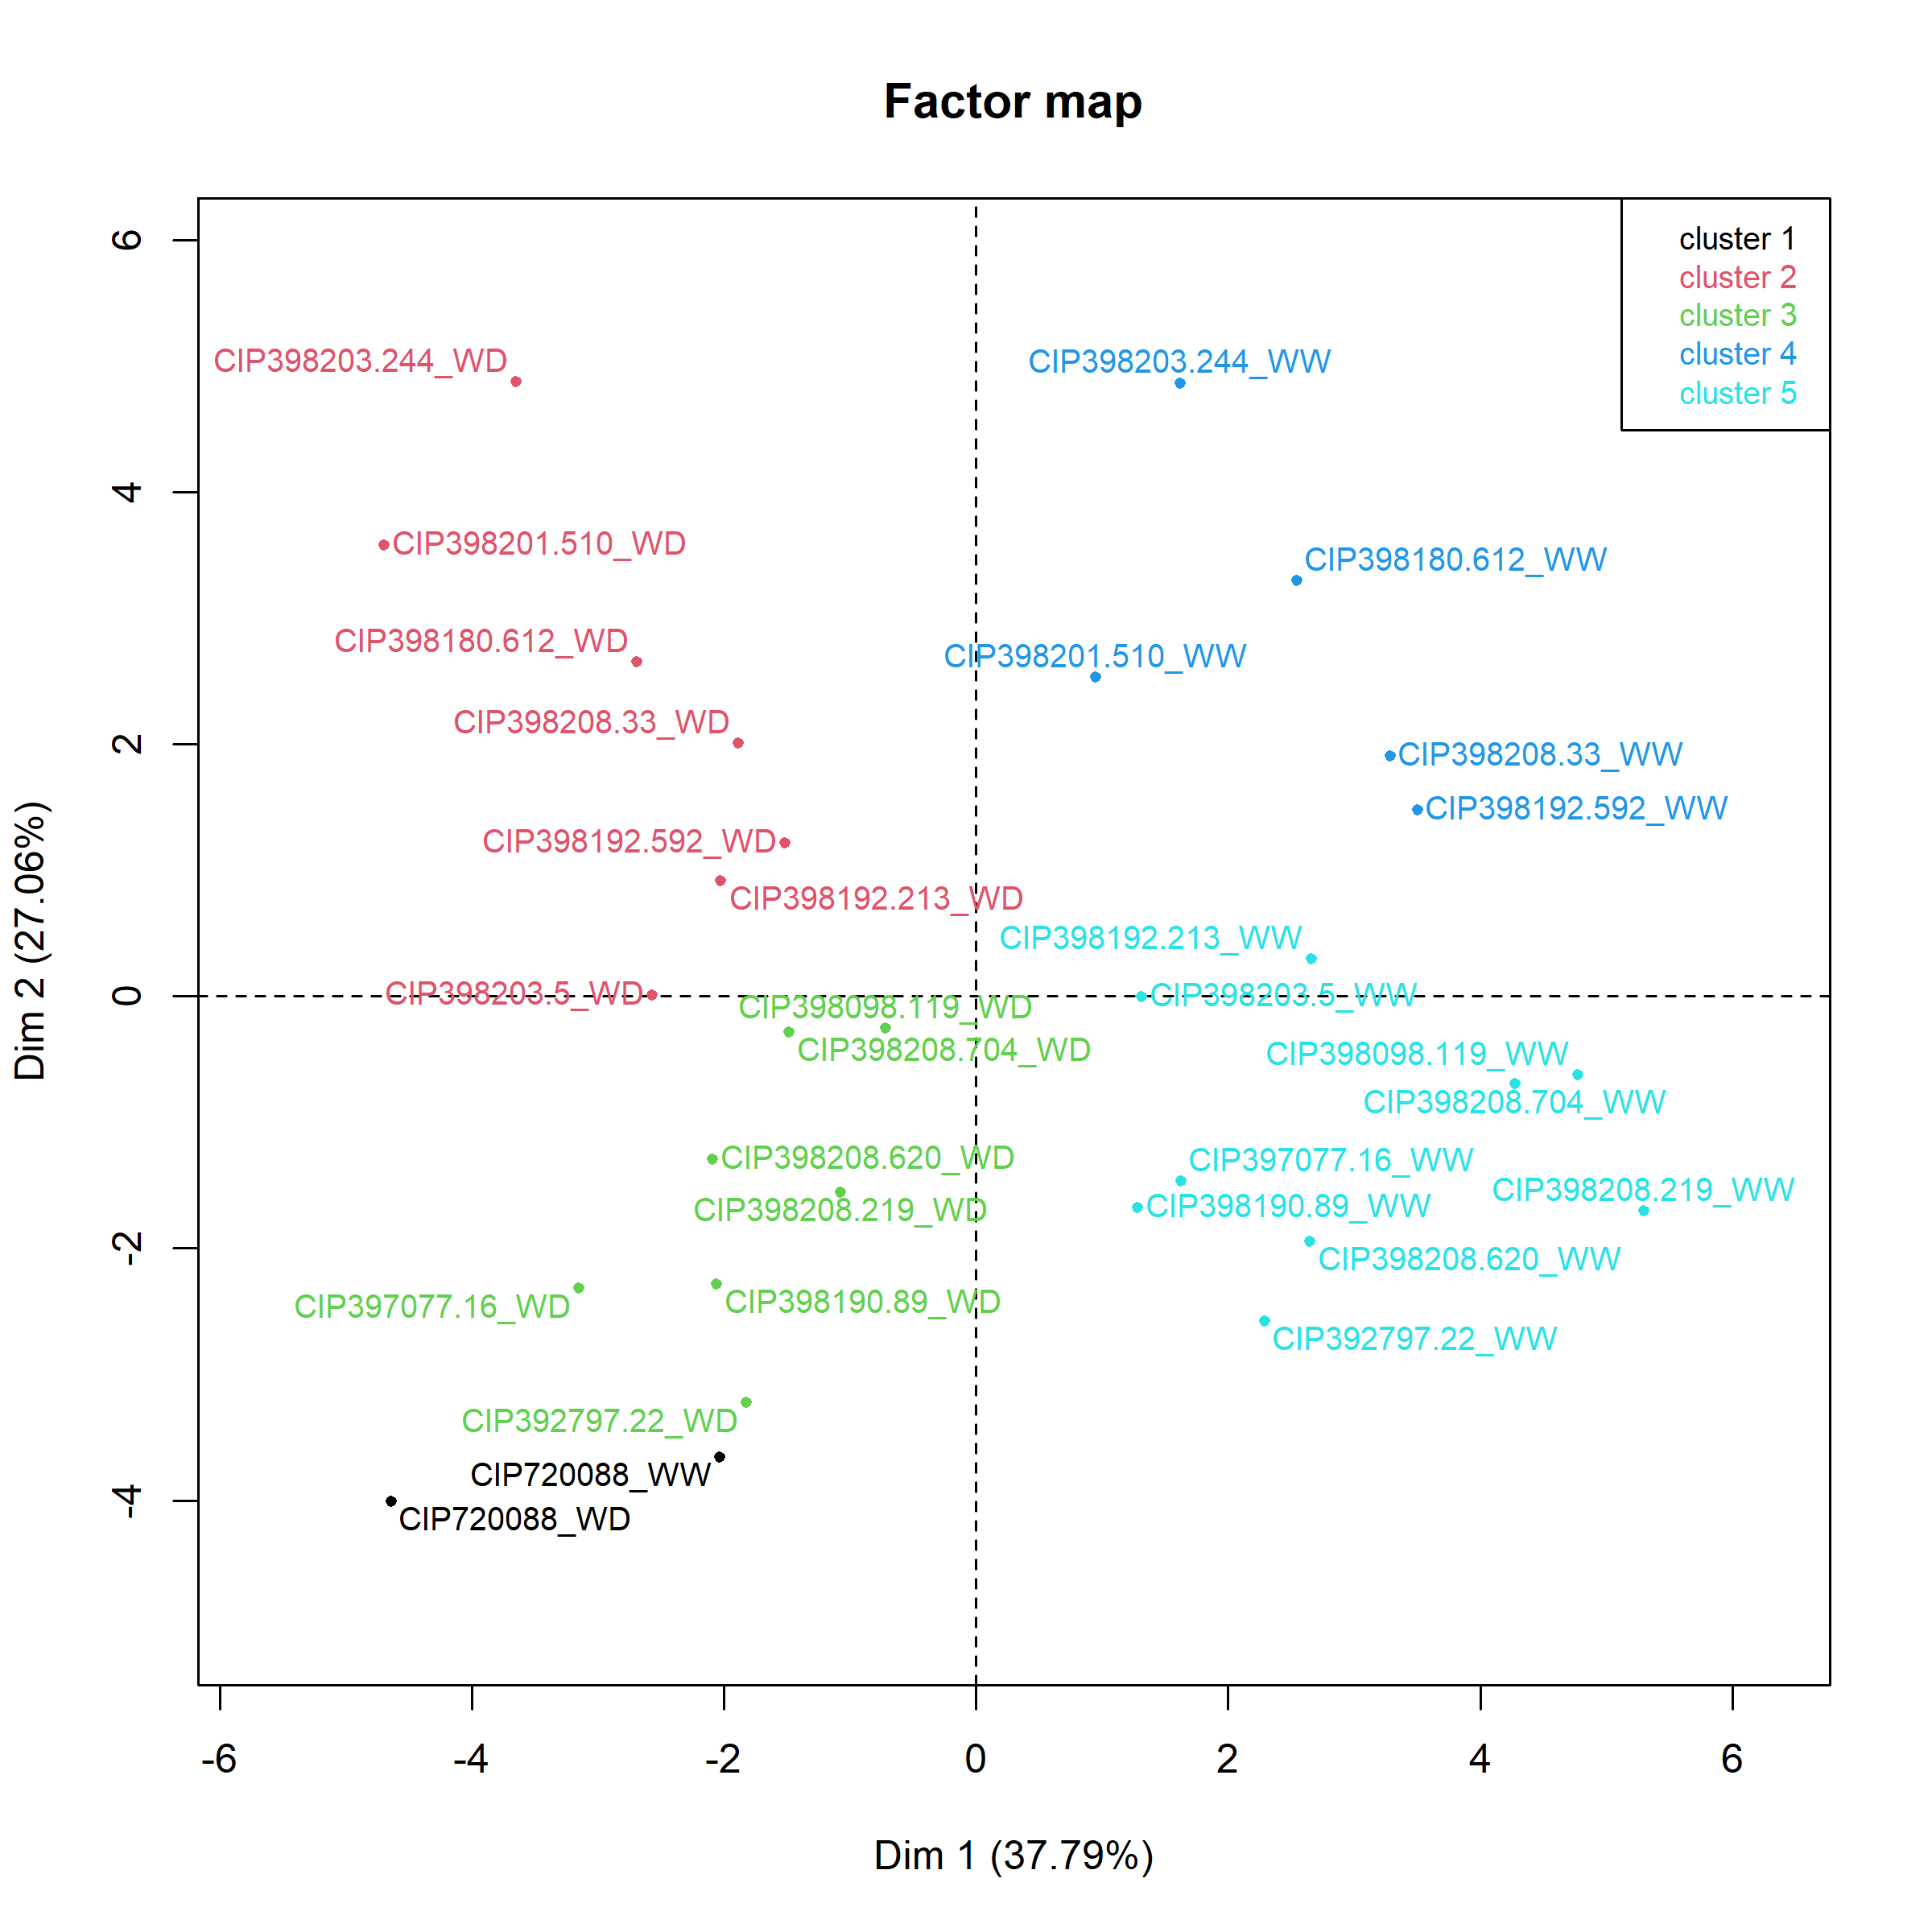 Factor map
6
cluster 1
cluster 2
cluster 3
cluster 4
cluster 5
CIP398203.244_WD
CIP398203.244_WW
4
CIP398201.510_WD
CIP398180.612_WW
CIP398180.612_WD
CIP398201.510_WW
CIP398208.33_WD
2
CIP398208.33_WW
CIP398192.592_WW
CIP398192.592_WD
CIP398192.213_WD
CIP398192.213_WW
Dim 2 (27.06%)
0
CIP398203.5_WD
CIP398203.5_WW
CIP398098.119_WD
CIP398208.704_WD
CIP398098.119_WW
CIP398208.704_WW
CIP398208.620_WD
CIP397077.16_WW
CIP398208.219_WW
CIP398208.219_WD
CIP398190.89_WW
-2
CIP398208.620_WW
CIP397077.16_WD
CIP398190.89_WD
CIP392797.22_WW
CIP392797.22_WD
CIP720088_WW
-4
CIP720088_WD
-6 -4 -2 0 2 4 6
Dim 1 (37.79%)